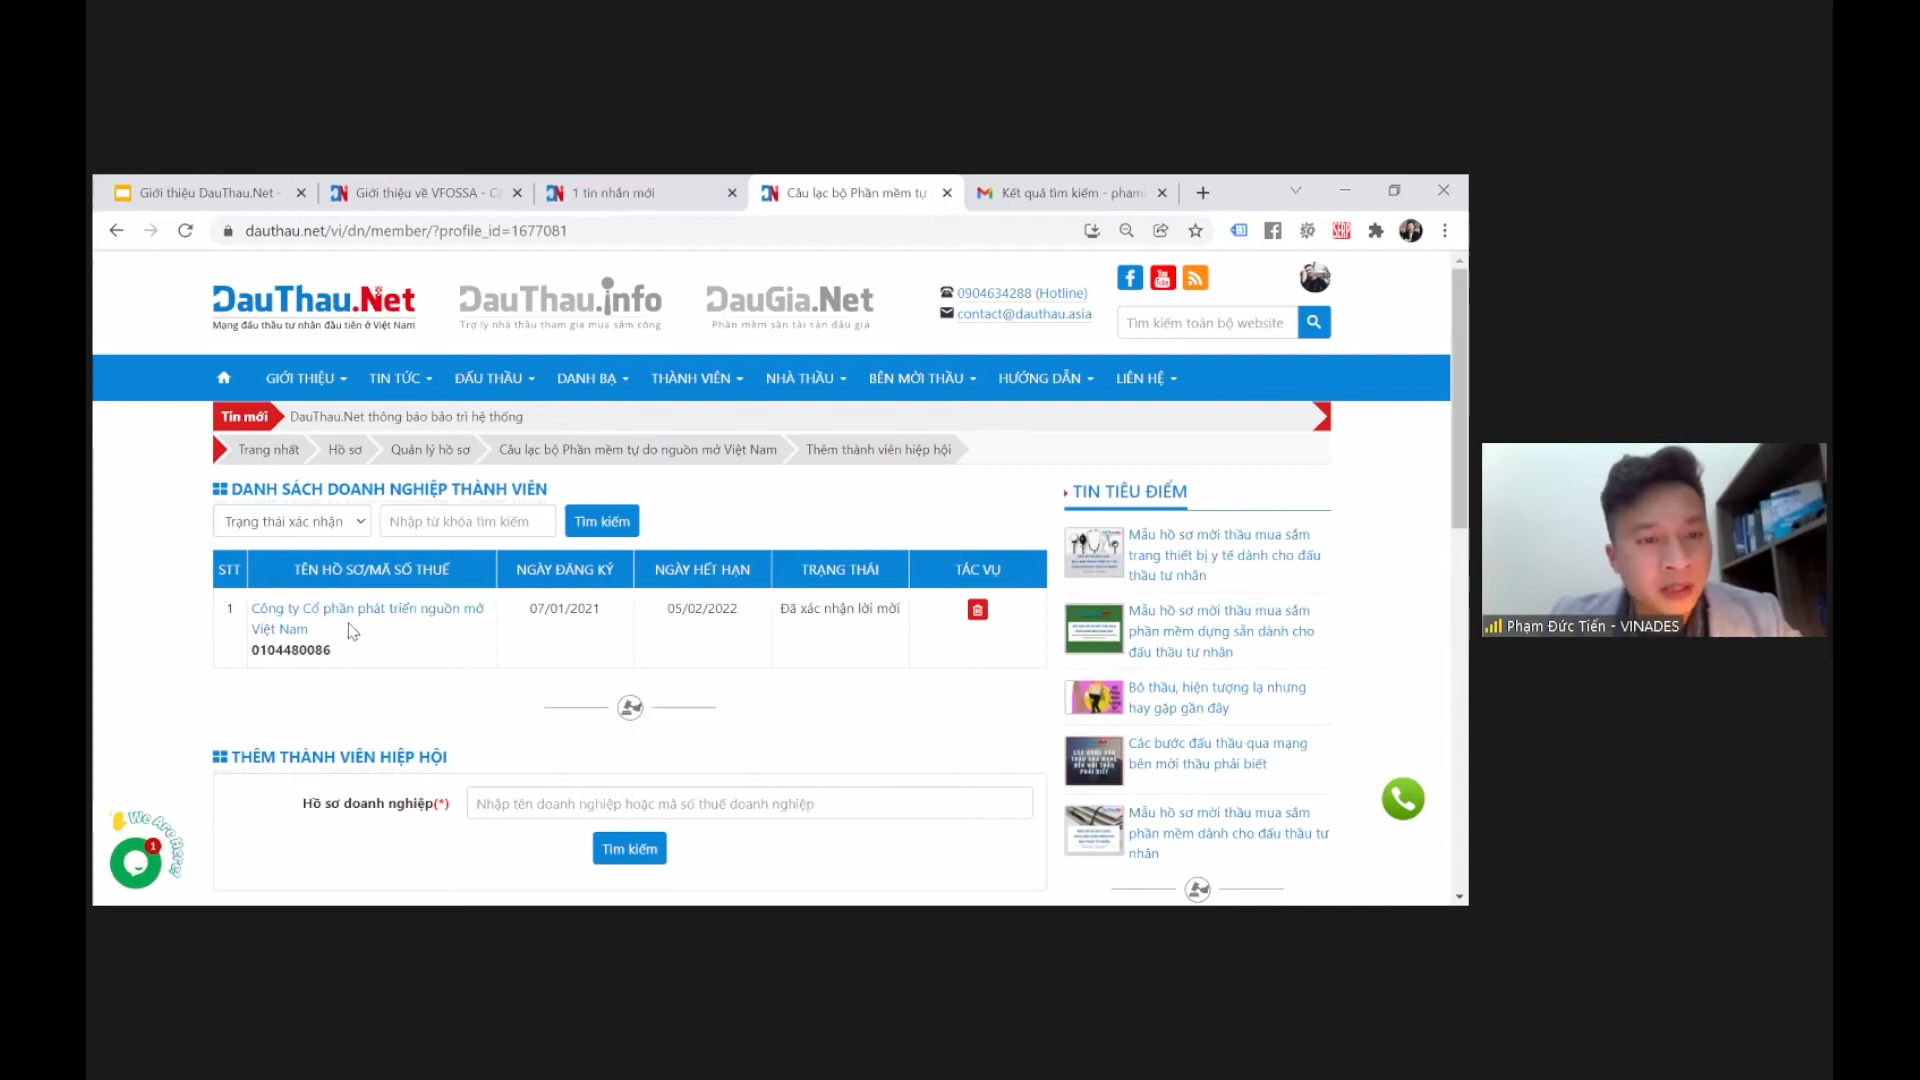 Giới thiệu DauThau.Net -
Giới thiệu về VFOSSA - C
1 tin nhắn mới
Câu lạc bộ Phần mềm tự
Kết quả tìm kiếm - pham
dauthau.net/vi/dn/member/?profile_id=1677081
DauThau.Net
Mạng đấu thầu tư nhân đầu tiên ở Việt Nam
DauThau.info
Trợ lý nhà thầu tham gia mua sắm công
DauGia.Net
Phần mềm săn tài sản đấu giá
0904634288 (Hotline)
contact@dauthau.asia
Tìm kiếm toàn bộ website
GIỚI THIỆU
TIN TỨC
ĐẤU THẦU
DANH BẠ
THÀNH VIÊN
NHÀ THẦU
BÊN MỜI THẦU
HƯỚNG DẪN
LIÊN HỆ
Tin mới
DauThau.Net thông báo bảo trì hệ thống
Trang nhất
Hồ sơ
Quản lý hồ sơ
Câu lạc bộ Phần mềm tự do nguồn mở Việt Nam
Thêm thành viên hiệp hội
DANH SÁCH DOANH NGHIỆP THÀNH VIÊN
Trạng thái xác nhận
Nhập từ khóa tìm kiếm
Tìm kiếm
STT
TÊN HỒ SƠ/MÃ SỐ THUẾ
NGÀY ĐĂNG KÝ
NGÀY HẾT HẠN
TRẠNG THÁI
TÁC VỤ
1
Công ty Cổ phần phát triển nguồn mở
Việt Nam
0104480086
07/01/2021
05/02/2022
Đã xác nhận lời mời
THÊM THÀNH VIÊN HIỆP HỘI
Hồ sơ doanh nghiệp(*)
Nhập tên doanh nghiệp hoặc mã số thuế doanh nghiệp
Tìm kiếm
TIN TIÊU ĐIỂM
Mẫu hồ sơ mời thầu mua sắm
trang thiết bị y tế dành cho đấu
thầu tư nhân
Mẫu hồ sơ mời thầu mua sắm
phần mềm dựng sẵn dành cho
đấu thầu tư nhân
Bỏ thầu, hiện tượng lạ nhưng
hay gặp gần đây
Các bước đấu thầu qua mạng
bên mời thầu phải biết
Mẫu hồ sơ mời thầu mua sắm
phần mềm dành cho đấu thầu tư
nhân
We Are Here!
1
Phạm Đức Tiến - VINADES